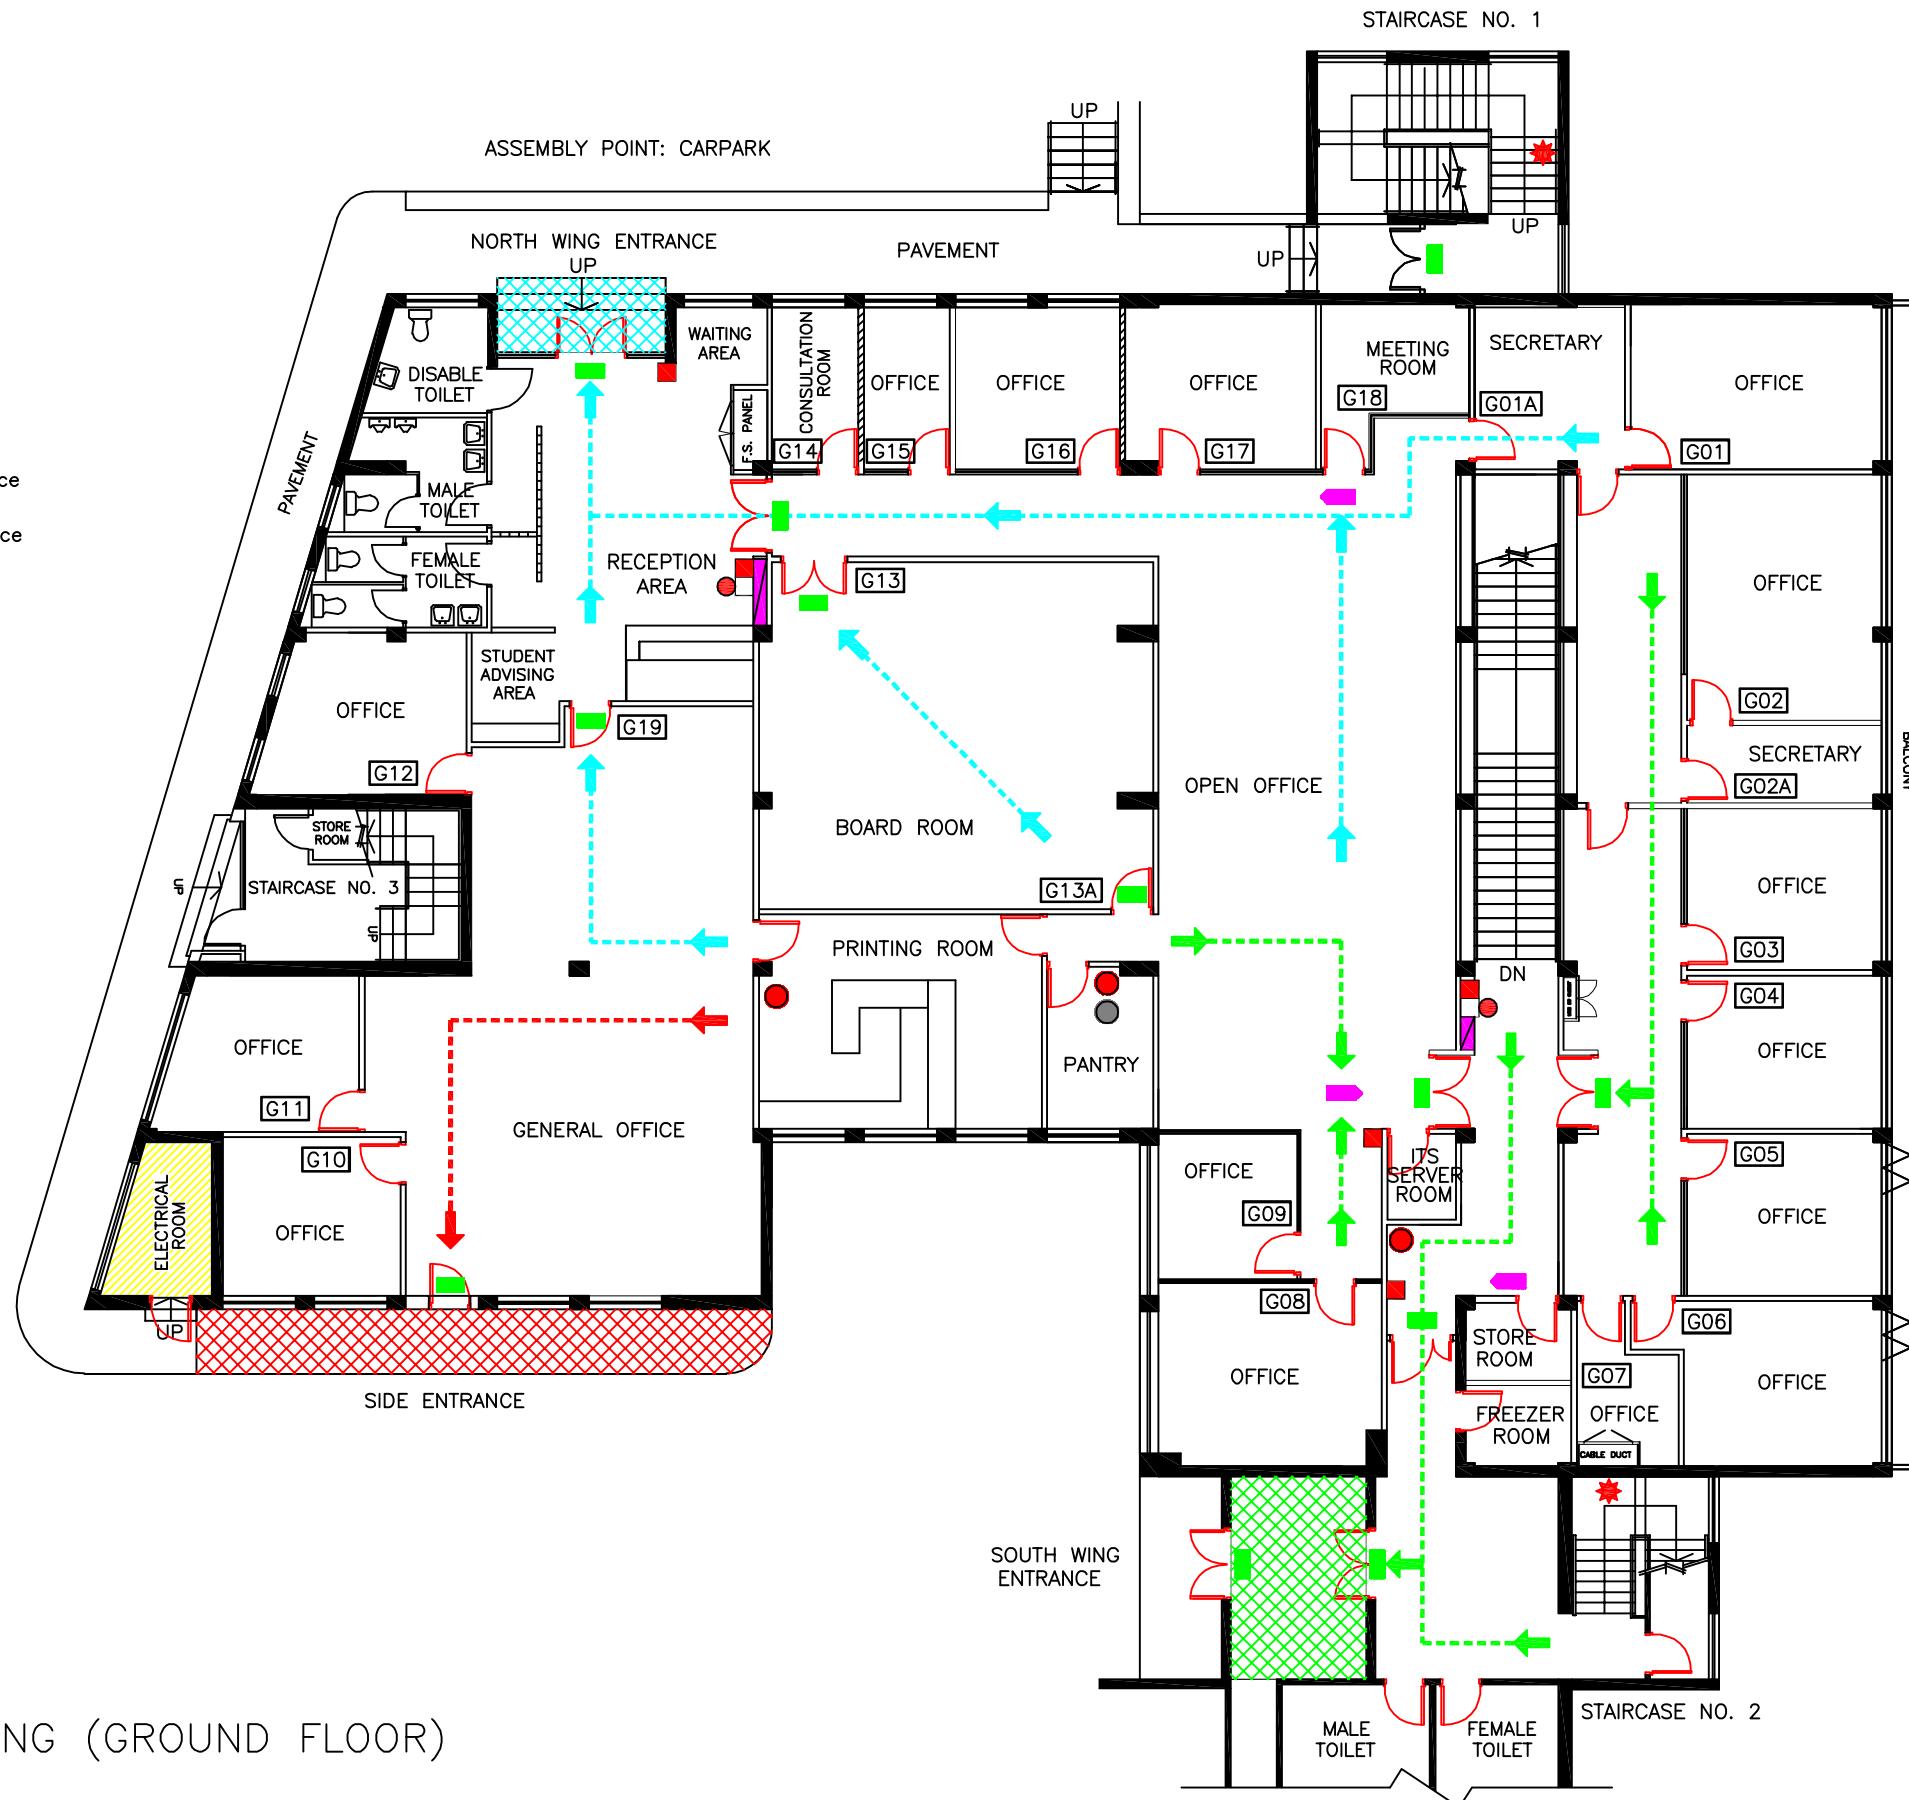 STAIRCASE NO. 1
UP
ASSEMBLY POINT: CARPARK
UP
NORTH WING ENTRANCE
UP
PAVEMENT
UP
WAITING
AREA
CONSULTATION
ROOM
OFFICE
OFFICE
OFFICE
MEETING
ROOM
SECRETARY
OFFICE
DISABLE
TOILET
F.S. PANEL
G18
G01A
G14
G15
G16
G17
G01
PAVEMENT
ce
MALE
TOILET
ce
FEMALE
TOILET
RECEPTION
AREA
G13
OFFICE
STUDENT
ADVISING
AREA
OFFICE
G19
G02
SECRETARY
BALCONY
G12
G02A
OPEN OFFICE
STORE
ROOM
BOARD ROOM
UP
STAIRCASE NO. 3
G13A
OFFICE
UP
PRINTING ROOM
G03
DN
G04
OFFICE
OFFICE
PANTRY
G11
GENERAL OFFICE
G10
ITS
SERVER
ROOM
G05
OFFICE
ELECTRICAL
ROOM
OFFICE
G09
OFFICE
G08
G06
UP
STORE
ROOM
OFFICE
G07
OFFICE
SIDE ENTRANCE
FREEZER
ROOM
OFFICE
CABLE DUCT
SOUTH WING
ENTRANCE
STAIRCASE NO. 2
NG (GROUND FLOOR)
MALE
TOILET
FEMALE
TOILET